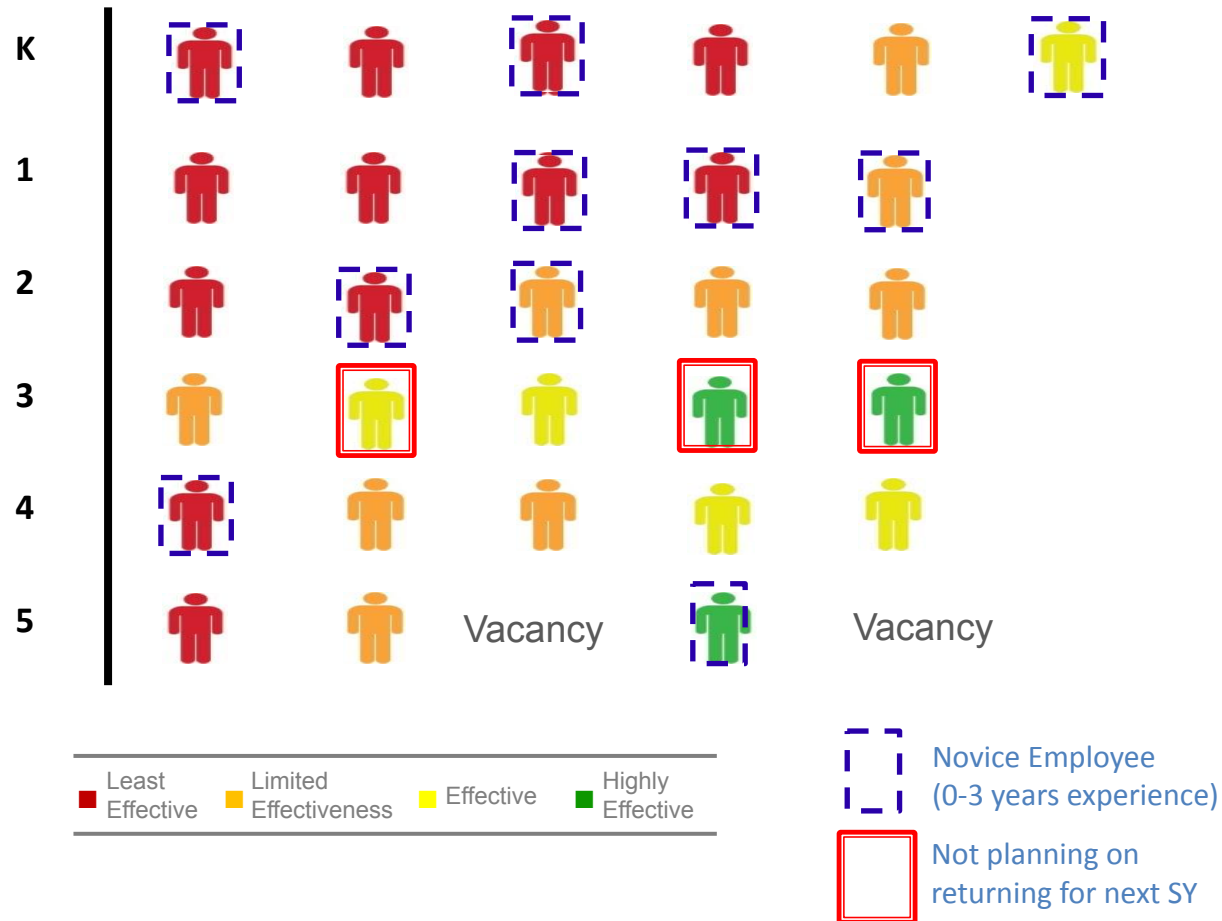 K
1
2
3
4
5
Vacancy
Vacancy
Least
Effective
Limited
Effectiveness
Effective
Highly
Effective
Novice Employee
(0-3 years experience)
Not planning on
returning for next SY